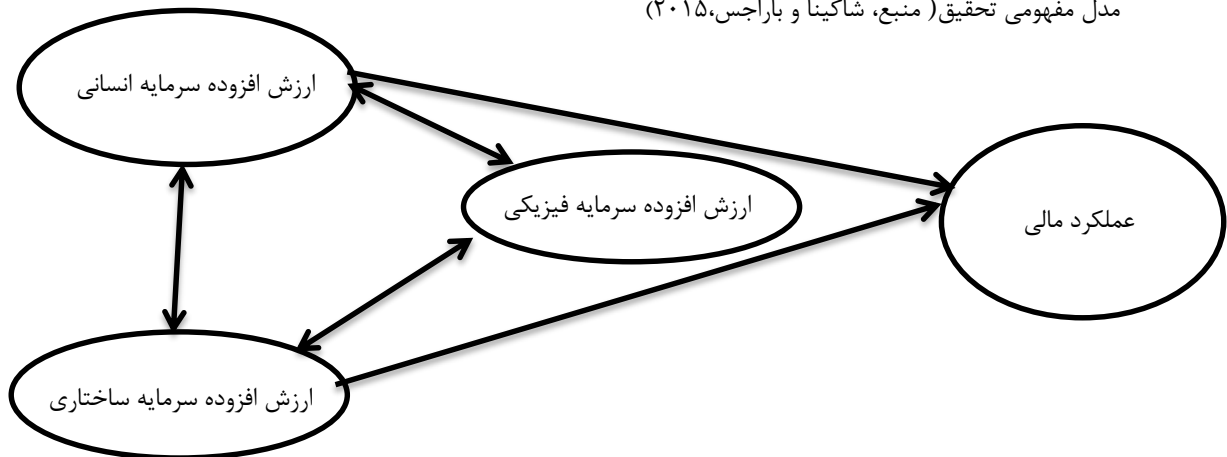 مدل مفهومی تحقیق( منبع، شاکینا و باراجس،۲۰۱۵)
ارزش افزوده سرمایه انسانی
ارزش افزوده سرمایه فیزیکی
عملکرد مالی
ارزش افزوده سرمایه ساختاری